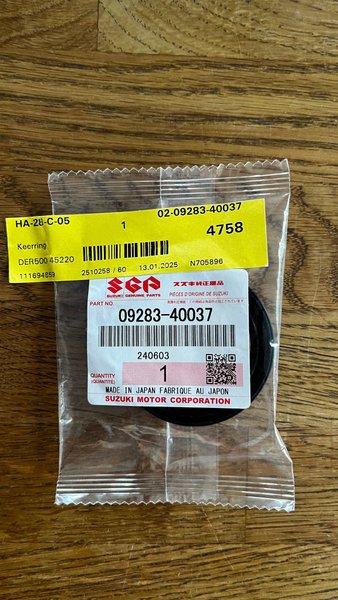 HA-28-C-05
1
02-09283-40037
4758
Keerring
DER500 45220
111694859
2510258 / 60
13.01.2025
N705896
SGP
SUZUKI GENUINE PARTS
スズキ純正部品
PIÈCES D'ORIGINE DE SUZUKI
PART NO.
09283-40037
240603
QUANTITY
(QUANTITÉ)
1
MADE IN JAPAN FABRIQUE AU JAPON
SUZUKI MOTOR CORPORATION